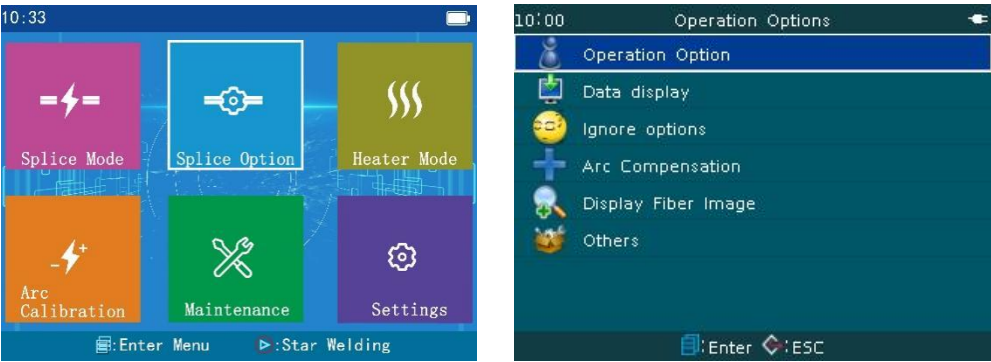 10:33
Splice Mode
Splice Option
Heater Mode
Arc
Calibration
Maintenance
Settings
:Enter Menu
:Star Welding
10:00
Operation Options
Operation Option
Data display
Ignore options
Arc Compensation
Display Fiber Image
Others
:Enter
:ESC